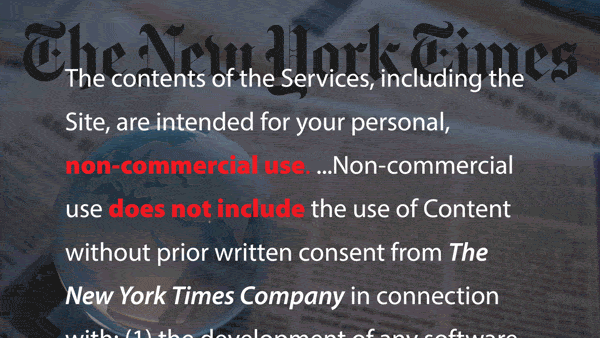 The New York Times
The contents of the Services, including the
Site, are intended for your personal,
non-commercial use. ...Non-commercial
use does not include the use of Content
without prior written consent from The
New York Times Company in connection
with: (1) the development of any software